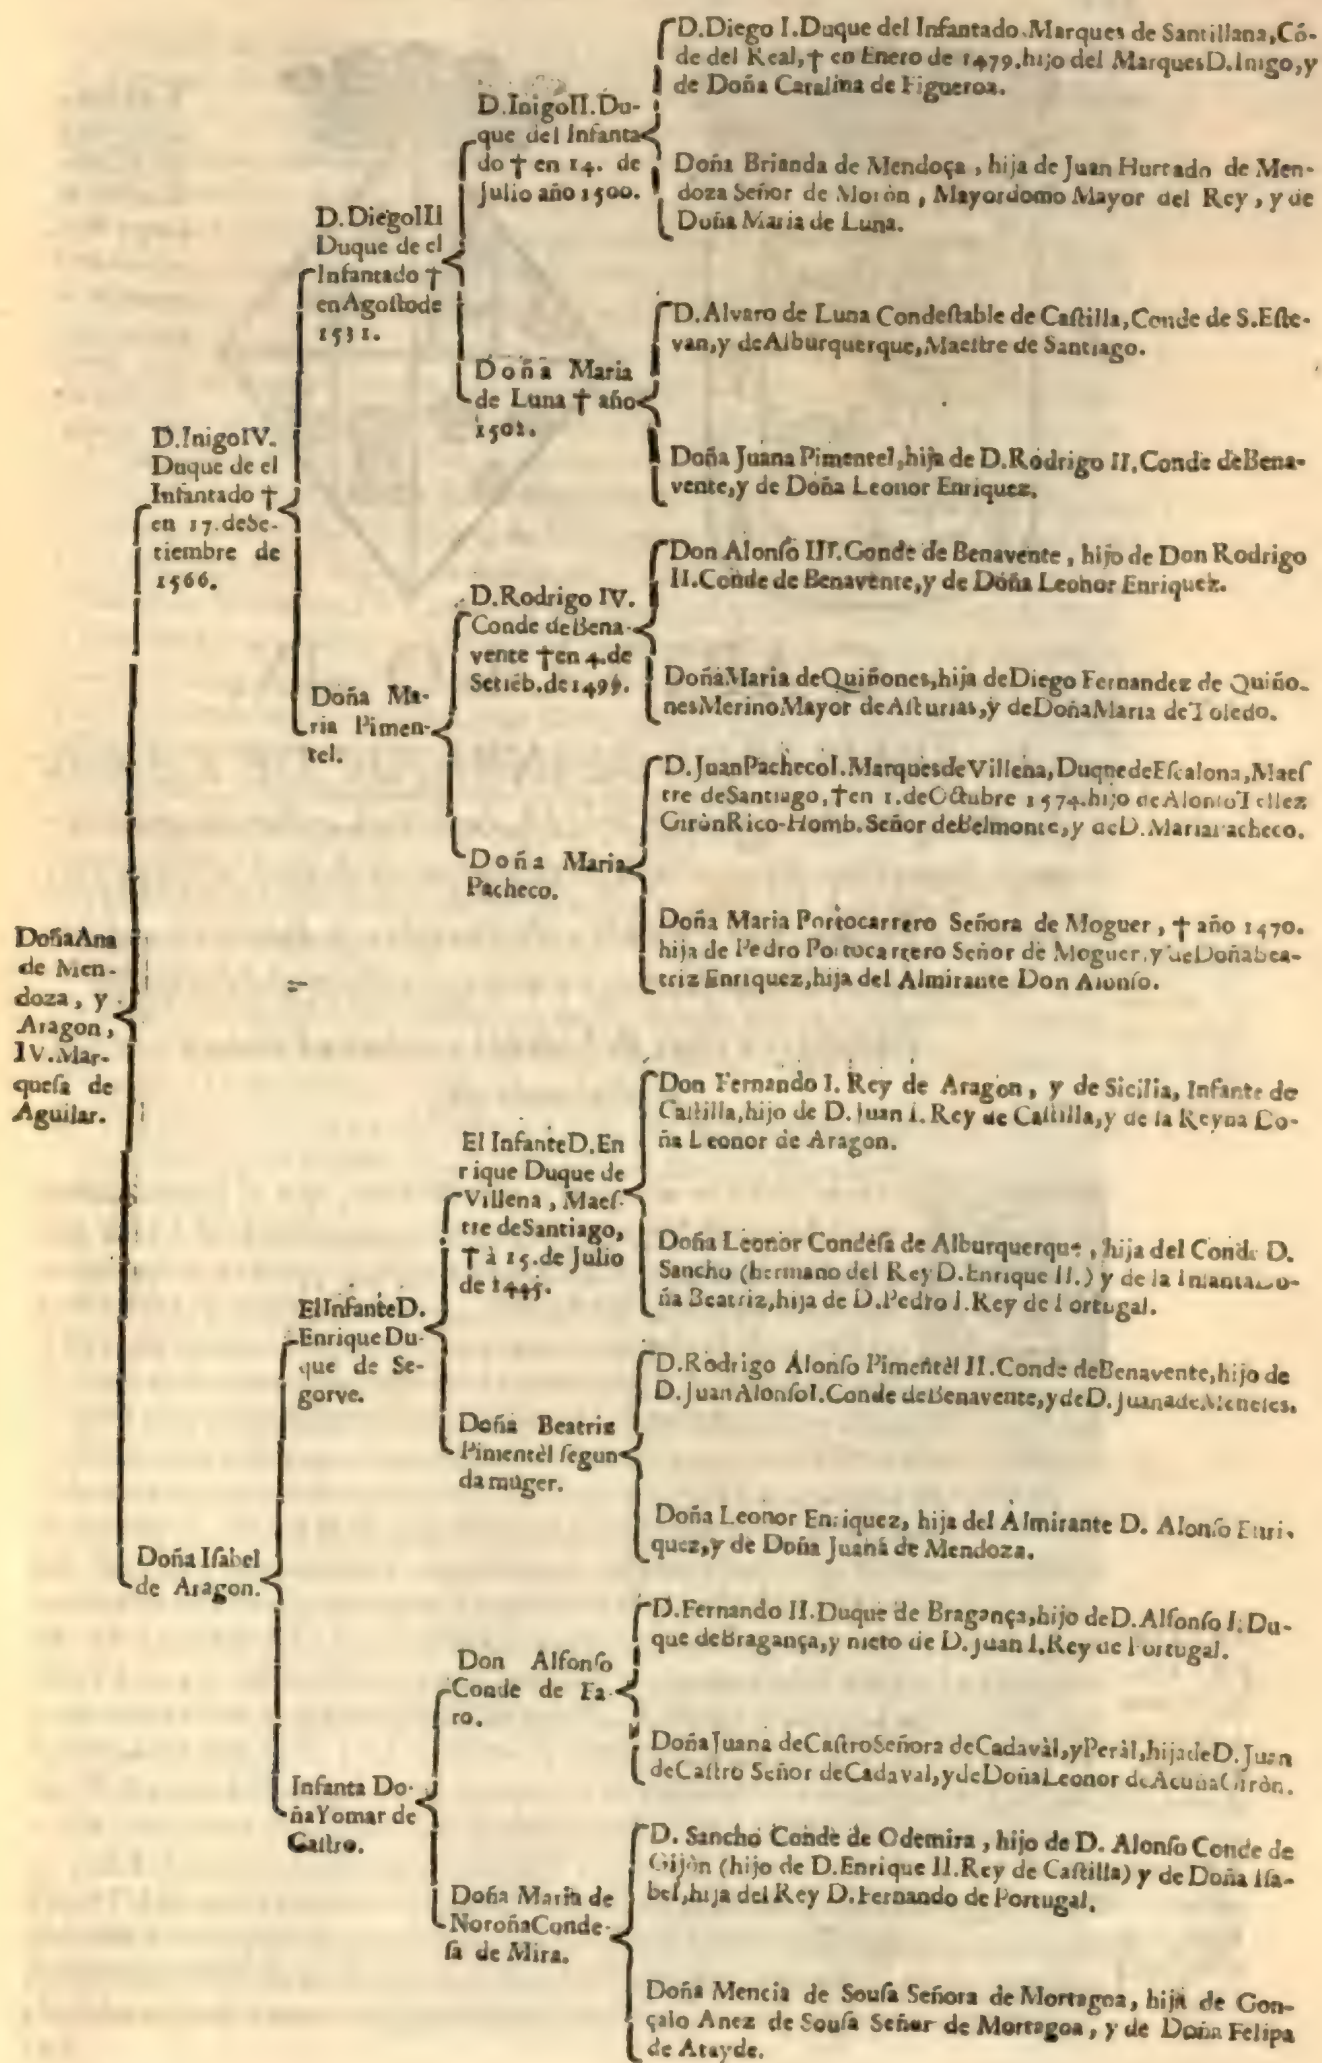 Doña Ana
de Men-
doza, y
Aragon,
IV. Mar-
quesa de
Aguilar.
D. Inigo IV.
Duque de el
Infantado †
en 17. de Se-
tiembre de
1566.
Doña Iſabel
de Aragon.
D. Diego III
Duque de el
Infantado †
en Agoſto de
1531.
Doña Ma-
ria Pimen-
tel.
El Infante D.
Enrique Du-
que de Se-
gorve.
Infanta Do-
ña Yomar de
Caſtro.
D. Inigo II. Du-
que del Infanta
do † en 14. de
Julio año 1500.
Doña Maria
de Luna † año
1502.
D. Rodrigo IV.
Conde de Bena-
vente † en 4. de
Setiéb. de 1499.
Doña Maria
Pacheco.
El Infante D. En
rique Duque de
Villena, Maeſ-
tre de Santiago,
† à 15. de Julio
de 1445.
Doña Beatriz
Pimentèl ſegun
da muger.
Don Alfonſo
Conde de Fa-
ro.
Doña Maria de
Noroña Conde-
ſa de Mira.
D. Diego I. Duque del Infantado. Marques de Santillana, Có-
de del Real, † en Enero de 1479. hijo del Marques D. Inigo, y
de Doña Catalina de Figueroa.
Doña Brianda de Mendoça, hija de Juan Hurtado de Men-
doza Señor de Moròn, Mayordomo Mayor del Rey, y de
Doña Maria de Luna.
D. Alvaro de Luna Condeſtable de Caſtilla, Conde de S. Eſte-
van, y de Alburquerque, Maeſtre de Santiago.
Doña Juana Pimentel, hija de D. Rodrigo II. Conde de Bena-
vente, y de Doña Leonor Enriquez.
Don Alonſo III. Conde de Benavente, hijo de Don Rodrigo
II. Conde de Benavente, y de Doña Leonor Enriquez.
Doña Maria de Quiñones, hija de Diego Fernandez de Quiño-
nes Merino Mayor de Aſturias, y de Doña Maria de Toledo.
D. Juan Pacheco I. Marques de Villena, Duque de Eſcalona, Maeſ
tre de Santiago, † en 1. de Octubre 1574. hijo de Alonſo Tellez
Giròn Rico-Homb. Señor de Belmonte, y de D. Maria Pacheco.
Doña Maria Portocarrero Señora de Moguer, † año 1470.
hija de Pedro Portocarrero Señor de Moguer, y de Doña Bea-
triz Enriquez, hija del Almirante Don Alonſo.
Don Fernando I. Rey de Aragon, y de Sicilia, Infante de
Caſtilla, hijo de D. Juan I. Rey de Caſtilla, y de la Reyna Do-
ña Leonor de Aragon.
Doña Leonor Condeſa de Alburquerque, hija del Conde D.
Sancho (hermano del Rey D. Enrique II.) y de la Infanta Do-
ña Beatriz, hija de D. Pedro I. Rey de Portugal.
D. Rodrigo Alonſo Pimentèl II. Conde de Benavente, hijo de
D. Juan Alonſo I. Conde de Benavente, y de D. Juana de Meneſes.
Doña Leonor Enriquez, hija del Almirante D. Alonſo Enri-
quez, y de Doña Juana de Mendoza.
D. Fernando II. Duque de Bragança, hijo de D. Alfonſo I. Du-
que de Bragança, y nieto de D. Juan I. Rey de Portugal.
Doña Juana de Caſtro Señora de Cadavàl, y Peràl, hija de D. Juan
de Caſtro Señor de Cadaval, y de Doña Leonor de Acuña Giròn.
D. Sancho Conde de Odemira, hijo de D. Alonſo Conde de
Gijòn (hijo de D. Enrique II. Rey de Caſtilla) y de Doña Iſa-
bel, hija del Rey D. Fernando de Portugal.
Doña Mencia de Souſa Señora de Mortagoa, hija de Gon-
çalo Anez de Souſa Señor de Mortagoa, y de Doña Felipa
de Atayde.